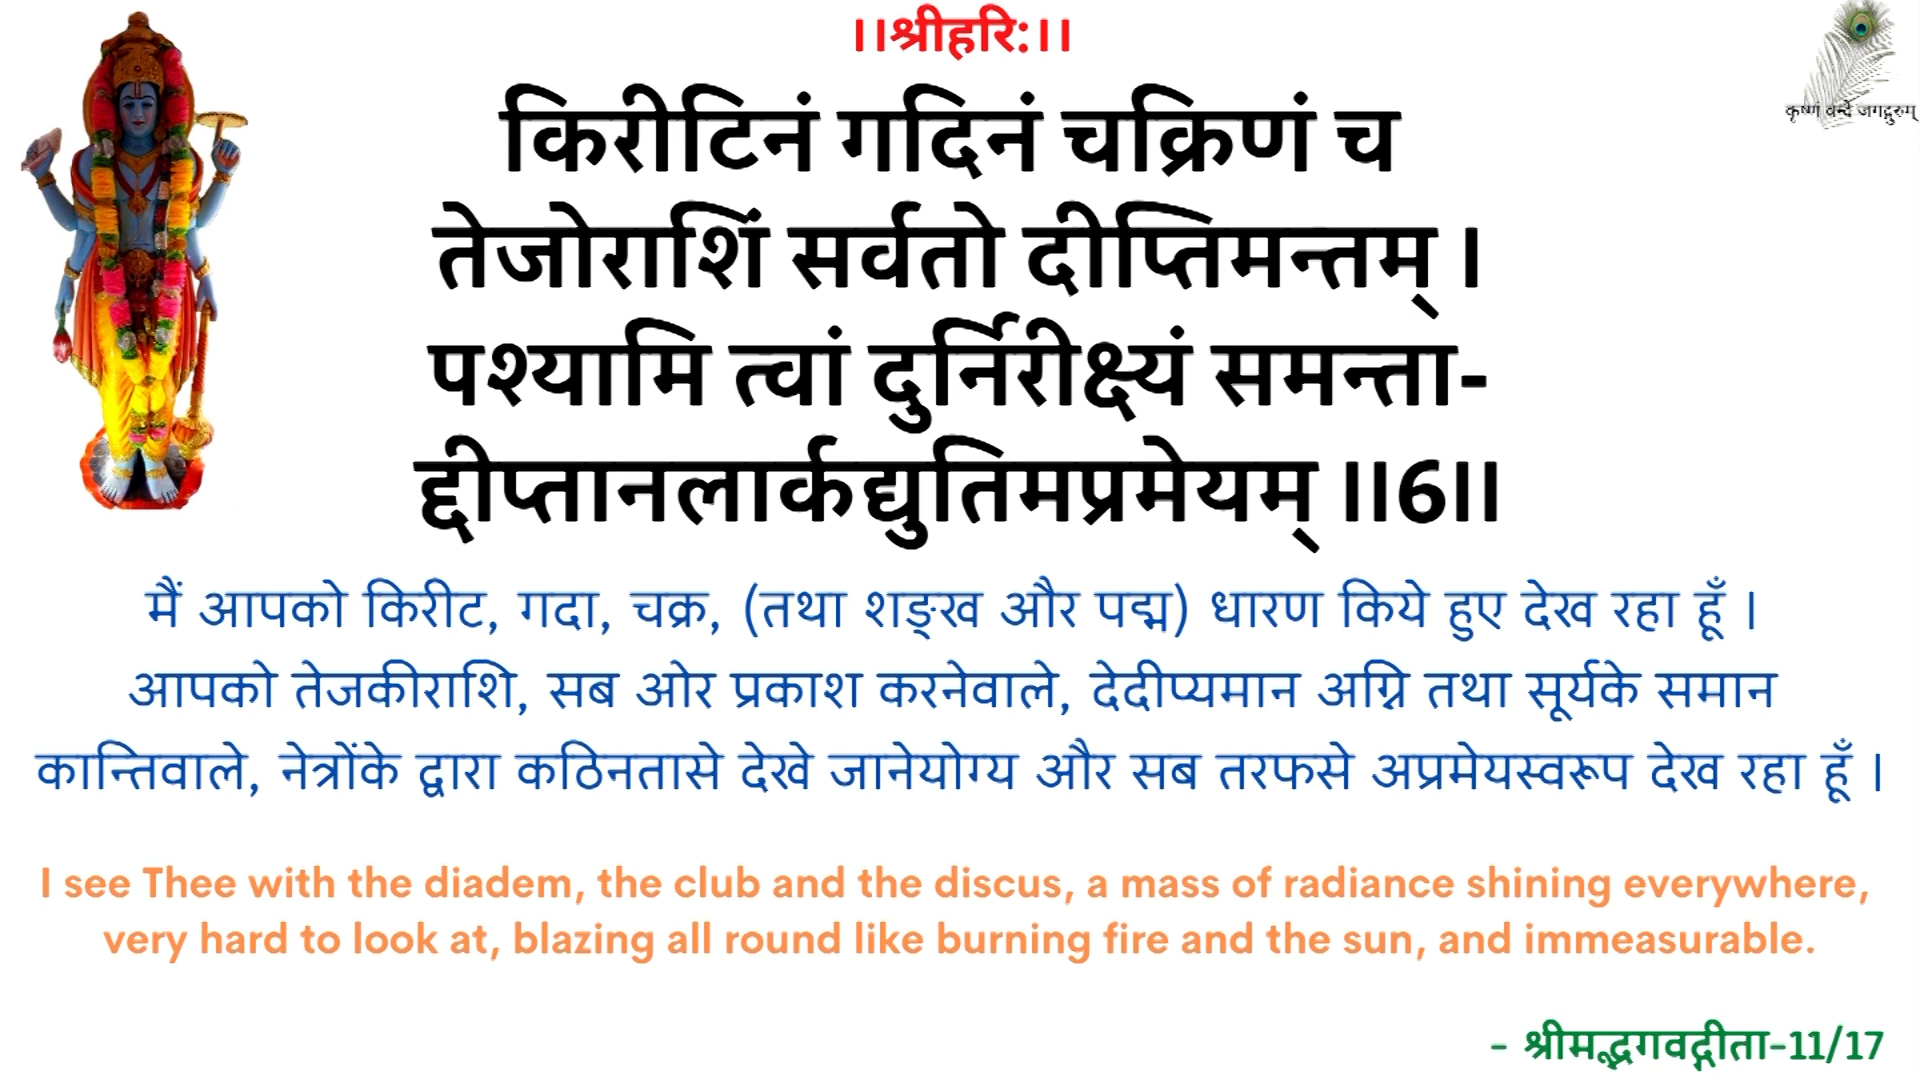 ।।श्रीहरि:।।
कृष्णं वन्दे जगद्गुरुम्
किरीटिनं गदिनं चक्रिणं च
तेजोराशिं सर्वतो दीप्तिमन्तम् ।
पश्यामि त्वां दुर्निरीक्ष्यं समन्ता-
द्दीप्तानलार्कद्युतिमप्रमेयम् ।।6।।
मैं आपको किरीट, गदा, चक्र, (तथा शङ्ख और पद्म) धारण किये हुए देख रहा हूँ ।
आपको तेजकीराशि, सब ओर प्रकाश करनेवाले, देदीप्यमान अग्नि तथा सूर्यके समान
कान्तिवाले, नेत्रोंके द्वारा कठिनतासे देखे जानेयोग्य और सब तरफसे अप्रमेयस्वरूप देख रहा हूँ ।
I see Thee with the diadem, the club and the discus, a mass of radiance shining everywhere,
very hard to look at, blazing all round like burning fire and the sun, and immeasurable.
- श्रीमद्भगवद्गीता-11/17